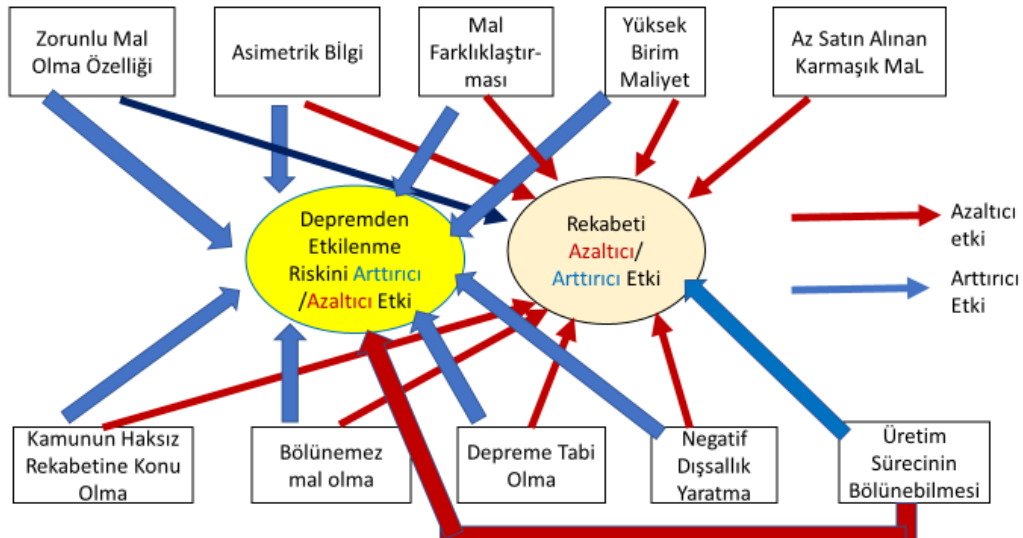 Zorunlu Mal
Olma Özelliği
Asimetrik Bİlgi
Mal
Farklıklaştır-
ması
Yüksek
Birim
Maliyet
Az Satın Alınan
Karmaşık MaL
Depremden
Etkilenme
Riskini Arttırıcı
/Azaltıcı Etki
Rekabeti
Azaltıcı/
Arttırıcı Etki
Azaltıcı
etki
Arttırıcı
Etki
Kamunun Haksız
Rekabetine Konu
Olma
Bölünemez
mal olma
Depreme Tabi
Olma
Negatif
Dışsallık
Yaratma
Üretim
Sürecinin
Bölünebilmesi